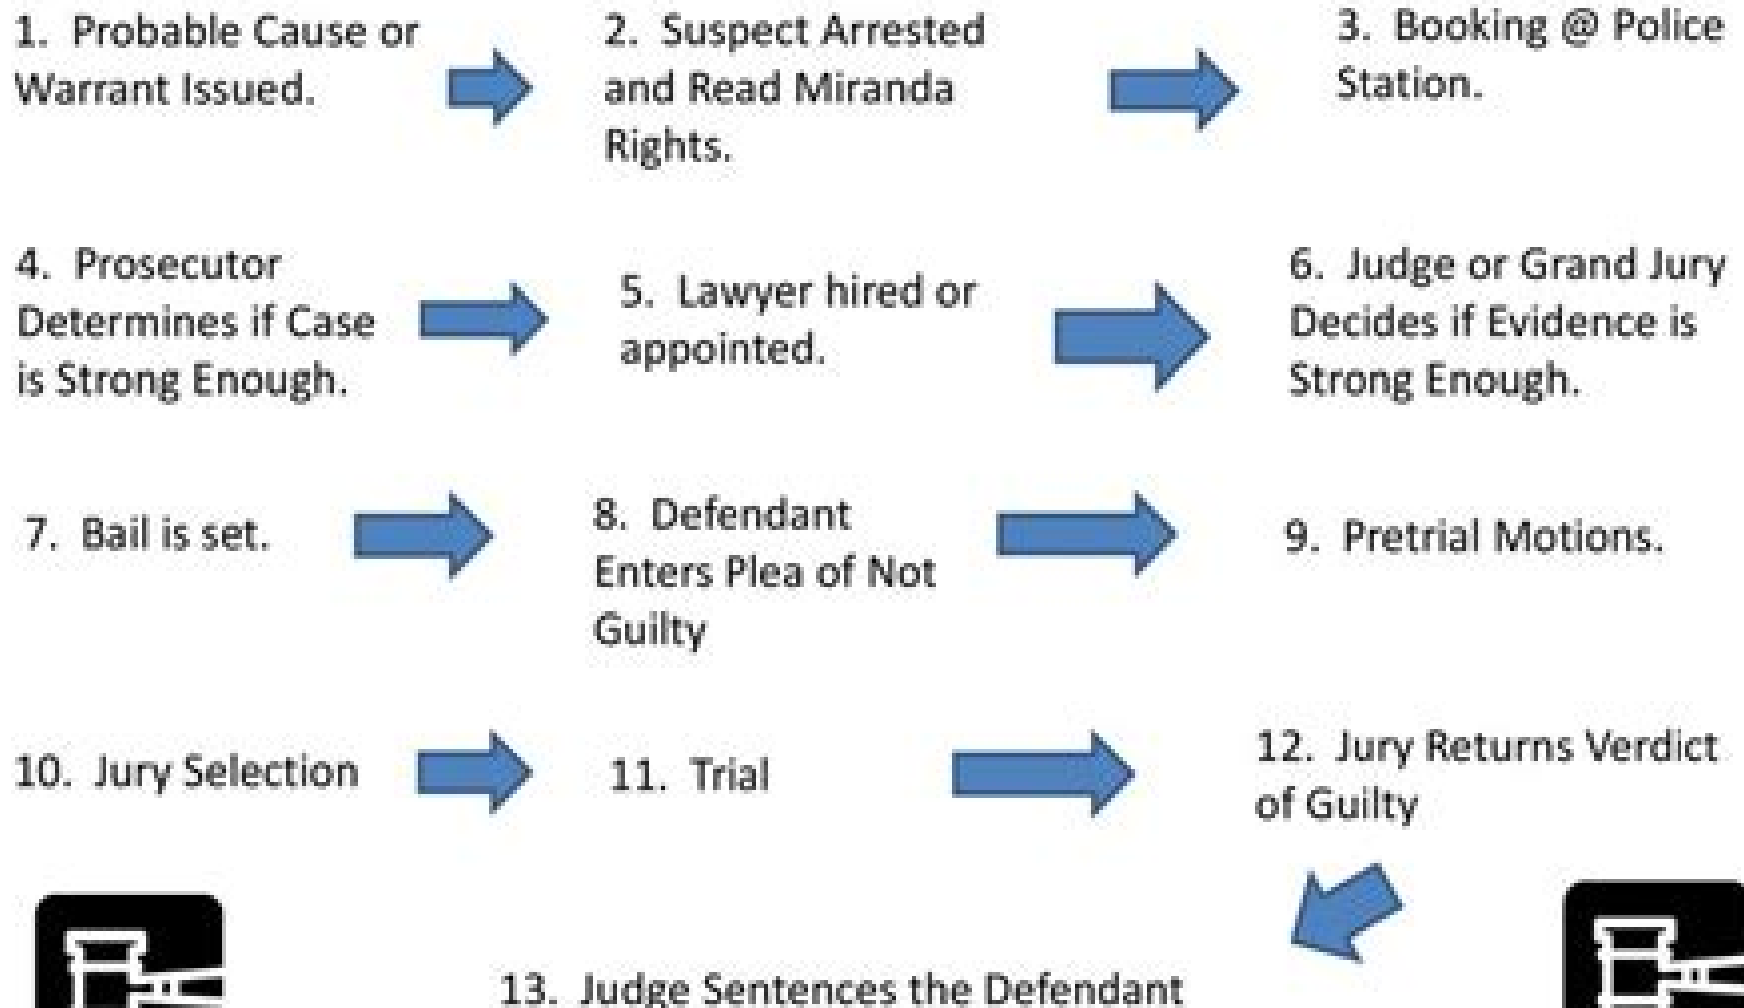 1. Probable Cause or
Warrant Issued.
2. Suspect Arrested
and Read Miranda
Rights.
3. Booking @ Police
Station.
4. Prosecutor
Determines if Case
is Strong Enough.
5. Lawyer hired or
appointed.
6. Judge or Grand Jury
Decides if Evidence is
Strong Enough.
7. Bail is set.
8. Defendant
Enters Plea of Not
Guilty
9. Pretrial Motions.
10. Jury Selection
11. Trial
12. Jury Returns Verdict
of Guilty
13. Judge Sentences the Defendant